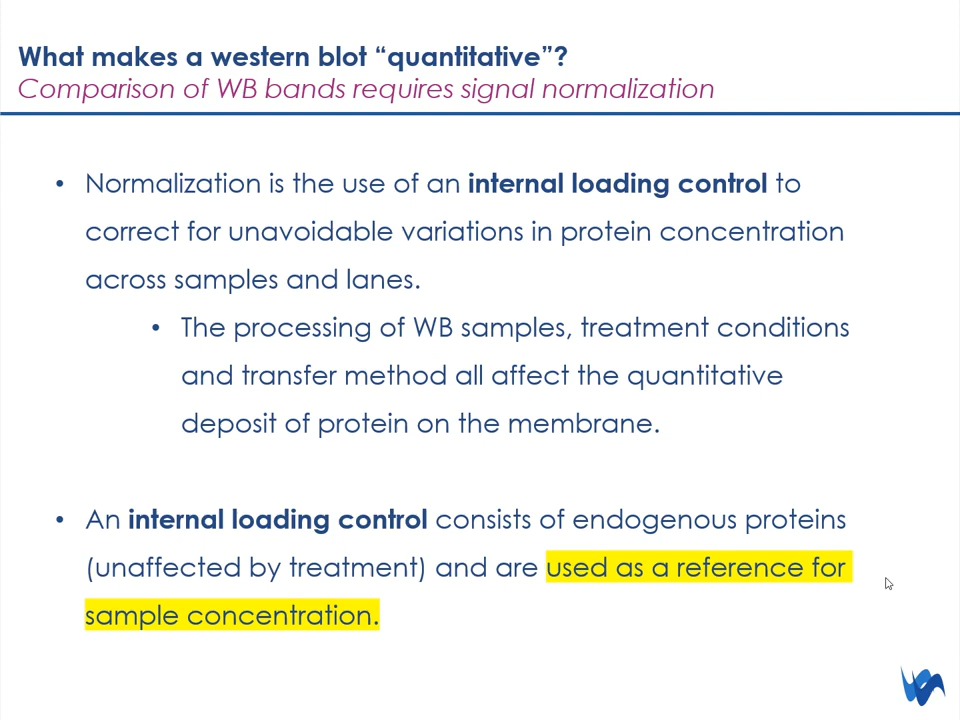 What makes a western blot “quantitative”?
Comparison of WB bands requires signal normalization
• Normalization is the use of an internal loading control to
correct for unavoidable variations in protein concentration
across samples and lanes.
• The processing of WB samples, treatment conditions
and transfer method all affect the quantitative
deposit of protein on the membrane.
• An internal loading control consists of endogenous proteins
(unaffected by treatment) and are used as a reference for
sample concentration.